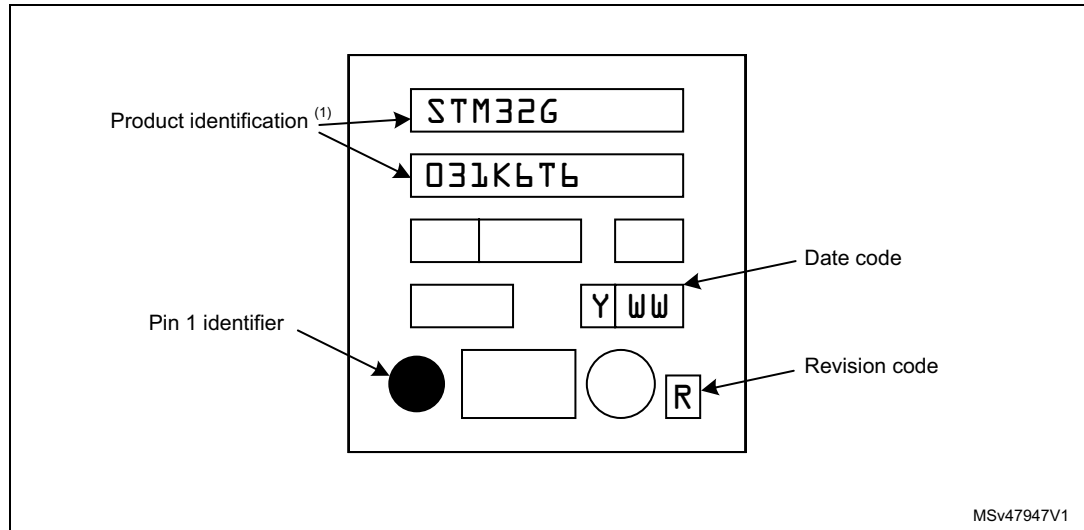 STM32G
Product identification (1)
031K6T6
Date code
Y WW
Pin 1 identifier
Revision code
R
MSv47947V1